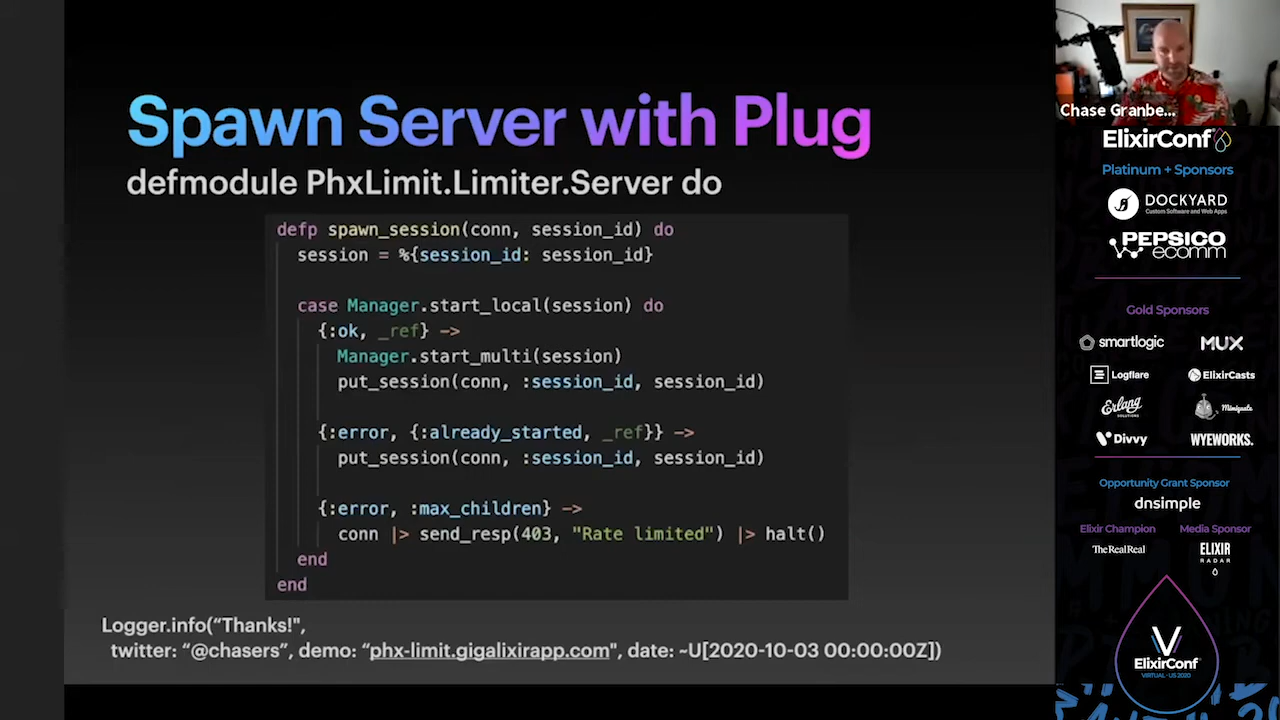 Spawn Server with Plug
defmodule PhxLimit.Limiter.Server do
defp spawn_session(conn, session_id) do
session = %{session_id: session_id}
case Manager.start_local(session) do
{:ok, _ref} ->
Manager.start_multi(session)
put_session(conn, :session_id, session_id)
{:error, {:already_started, _ref}} ->
put_session(conn, :session_id, session_id)
{:error, :max_children} ->
conn |> send_resp(403, "Rate limited") |> halt()
end
end
Logger.info(“Thanks!",
twitter: “@chasers”, demo: “phx-limit.gigalixirapp.com", date: ~U[2020-10-03 00:00:00Z])
Chase Granbe...
ElixirConf
Platinum + Sponsors
DOCKYARD
Custom Software and Web Apps
PEPSICO
ecomm
Gold Sponsors
smartlogic
MUX
Logflare
ElixirCasts
Erlang
SOLUTIONS
Miniquats
Divvy
WYEWORKS.
Opportunity Grant Sponsor
dnsimple
Elixir Champion
Media Sponsor
The RealReal
ELIXIR
RADAR
ElixirConf
VIRTUAL · US 2020